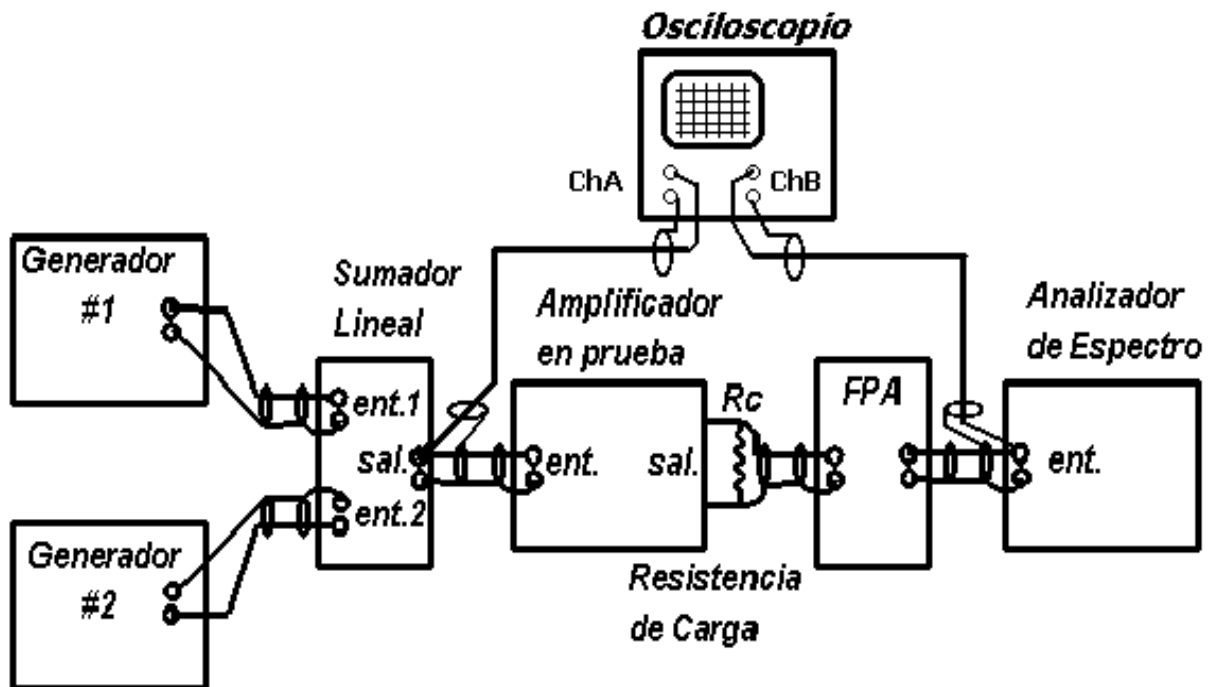 Osciloscopio
ChA
ChB
Generador
#1
Sumador
Lineal
Amplificador
en prueba
Analizador
de Espectro
ent.1
sal.
ent.2
ent.
sal.
Rc
FPA
ent.
Generador
#2
Resistencia
de Carga